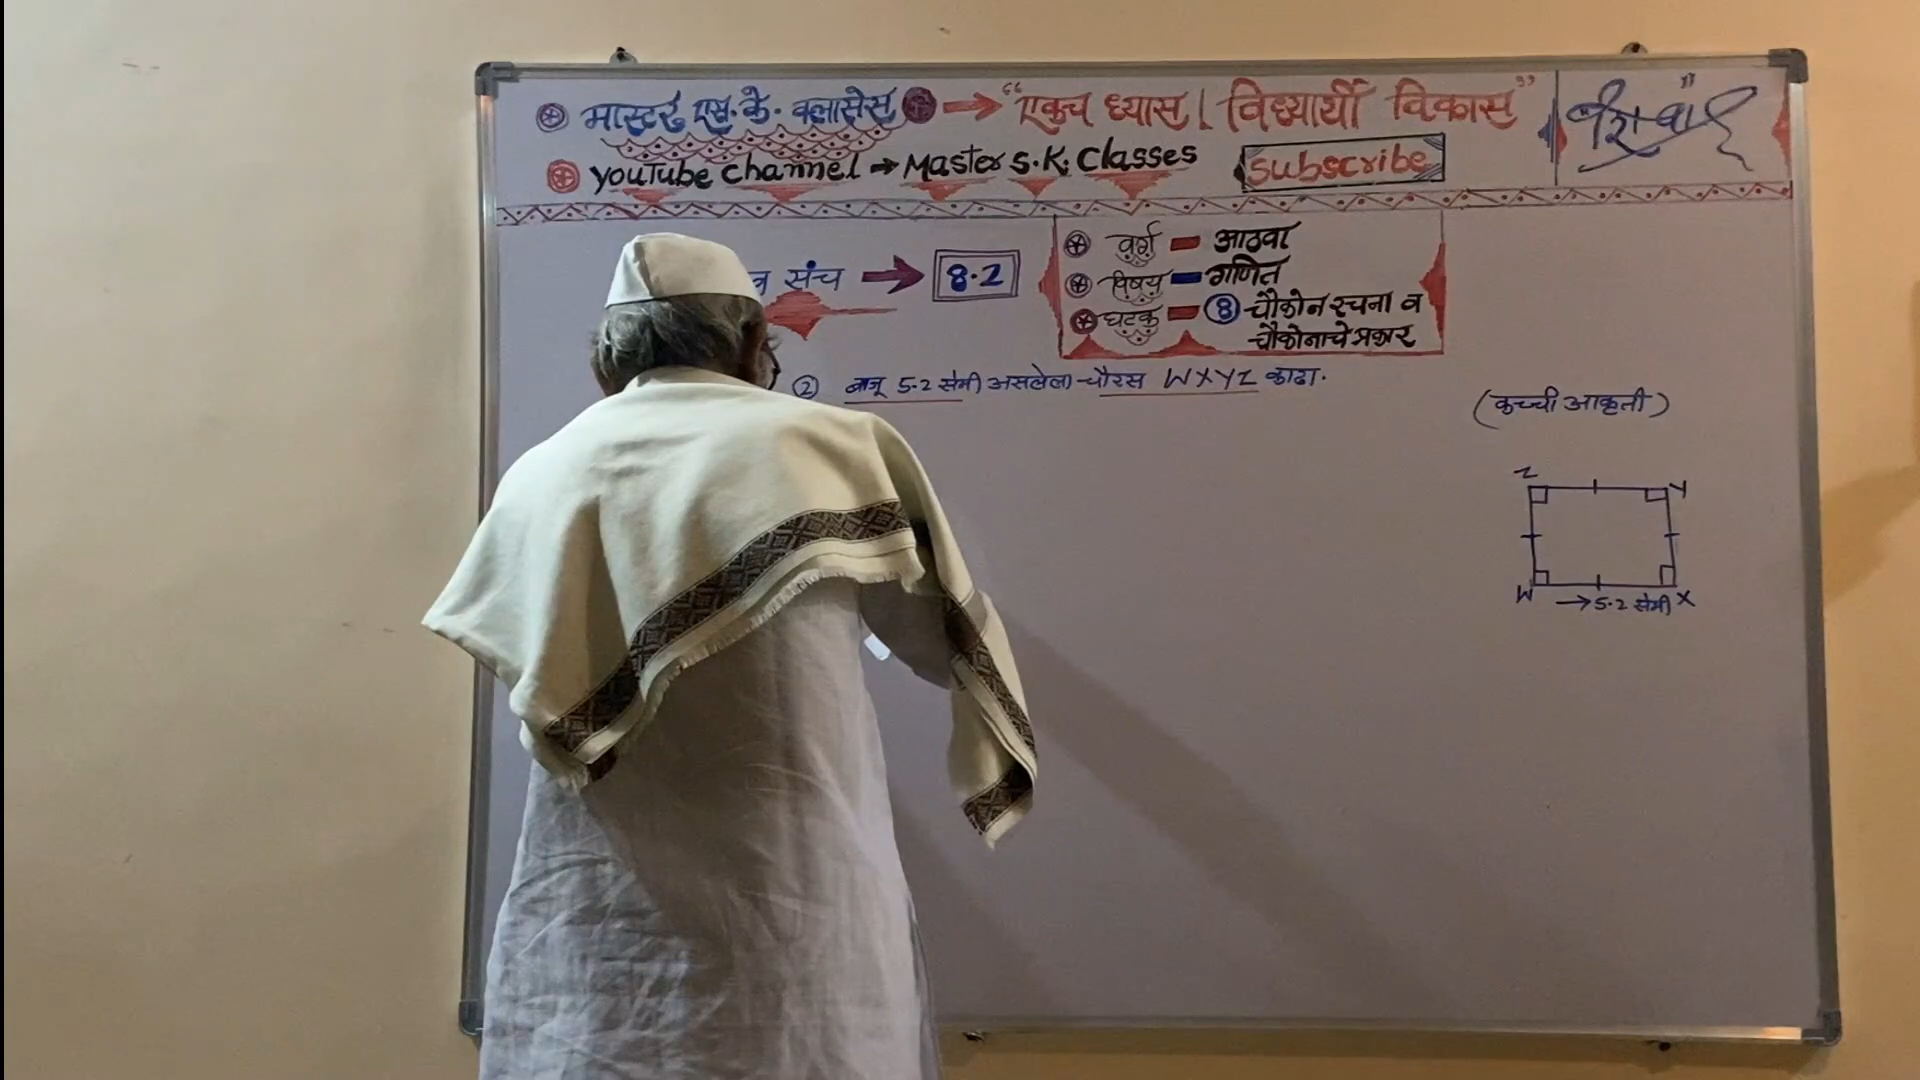 मास्टर एस.के. क्लासेस → "एकच ध्यास। विध्यार्थी विकास"
YouTube channel → Master S.K. Classes subscribe
संच → 8.2
वर्ग - आठवा
विषय - गणित
घटक - 8 चौकोन रचना व
चौकोनाचे प्रकार
② बाजू 5.2 सेमी असलेला चौरस WXYZ काढा.
(कच्ची आकृती)
Z Y
W X
→ 5.2 सेमी